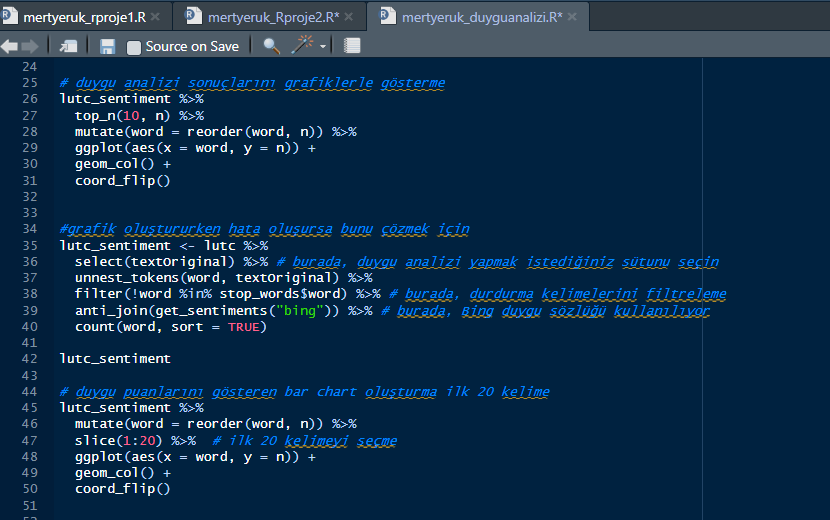 mertyeruk_rproje1.R mertyeruk_Rproje2.R* mertyeruk_duyguanalizi.R*
Source on Save
24
25 # duygu analizi sonuçlarını grafiklerle gösterme
26 lutc_sentiment %>%
27 top_n(10, n) %>%
28 mutate(word = reorder(word, n)) %>%
29 ggplot(aes(x = word, y = n)) +
30 geom_col() +
31 coord_flip()
32
33
34 #grafik oluştururken hata oluşursa bunu çözmek için
35 lutc_sentiment <- lutc %>%
36 select(textOriginal) %>% # burada, duygu analizi yapmak istediğiniz sütunu seçin
37 unnest_tokens(word, textOriginal) %>%
38 filter(!word %in% stop_words$word) %>% # burada, durdurma kelimelerini filtreleme
39 anti_join(get_sentiments("bing")) %>% # burada, Bing duygu sözlüğü kullanılıyor
40 count(word, sort = TRUE)
41
42 lutc_sentiment
43
44 # duygu puanlarını gösteren bar chart oluşturma ilk 20 kelime
45 lutc_sentiment %>%
46 mutate(word = reorder(word, n)) %>%
47 slice(1:20) %>% # ilk 20 kelimeyi seçme
48 ggplot(aes(x = word, y = n)) +
49 geom_col() +
50 coord_flip()
51